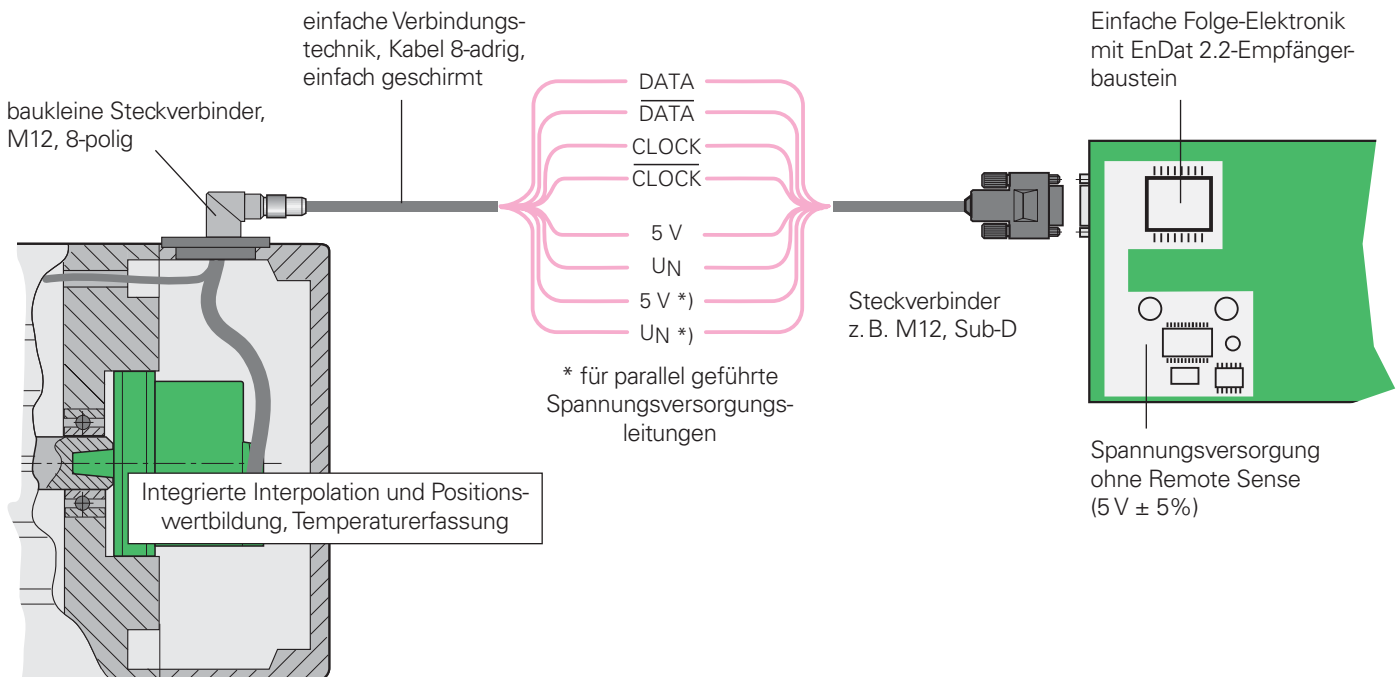 einfache Verbindungs-
technik, Kabel 8-adrig,
einfach geschirmt
baukleine Steckverbinder,
M12, 8-polig
DATA
D̅A̅T̅A̅
CLOCK
C̅L̅O̅C̅K̅
5 V
UN
5 V *)
UN *)
* für parallel geführte
Spannungsversorgungs-
leitungen
Einfache Folge-Elektronik
mit EnDat 2.2-Empfänger-
baustein
Steckverbinder
z. B. M12, Sub-D
Spannungsversorgung
ohne Remote Sense
(5 V ± 5%)
Integrierte Interpolation und Positions-
wertbildung, Temperaturerfassung